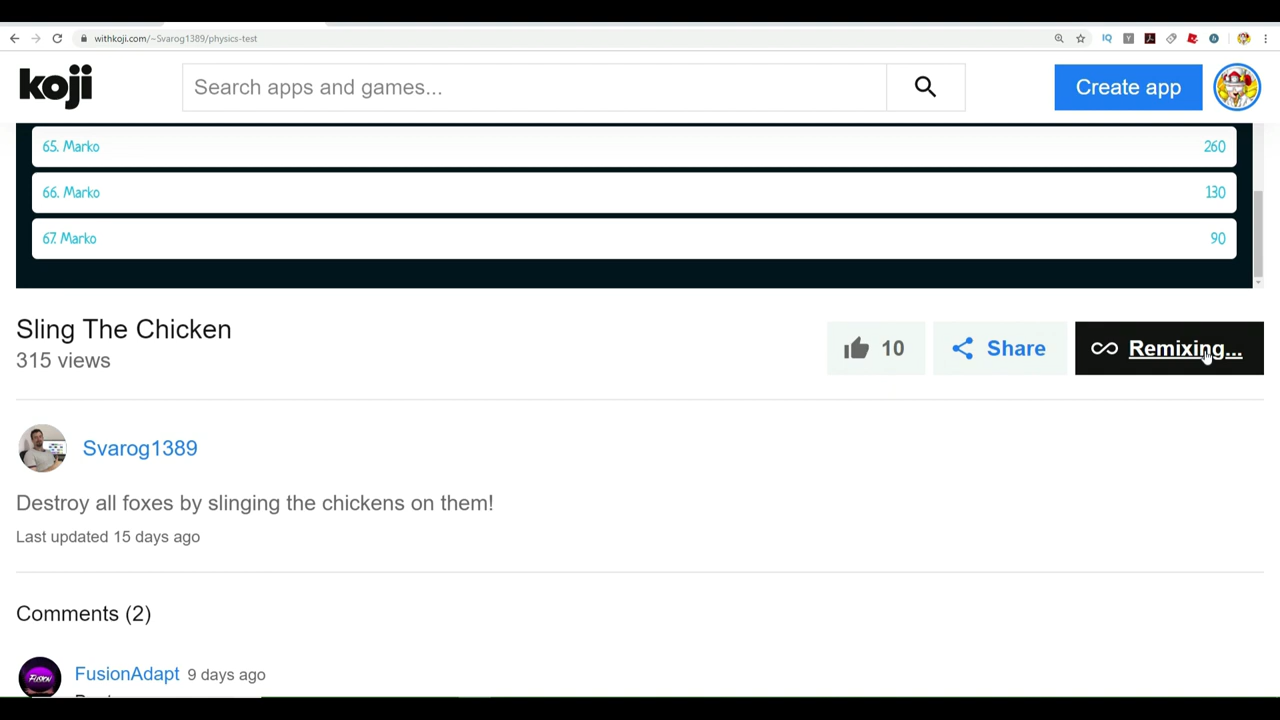 withkoji.com/~Svarog1389/physics-test
koji
Search apps and games...
Create app
65. Marko 260
66. Marko 130
67. Marko 90
Sling The Chicken
315 views
10
Share
Remixing...
Svarog1389
Destroy all foxes by slinging the chickens on them!
Last updated 15 days ago
Comments (2)
FusionAdapt 9 days ago